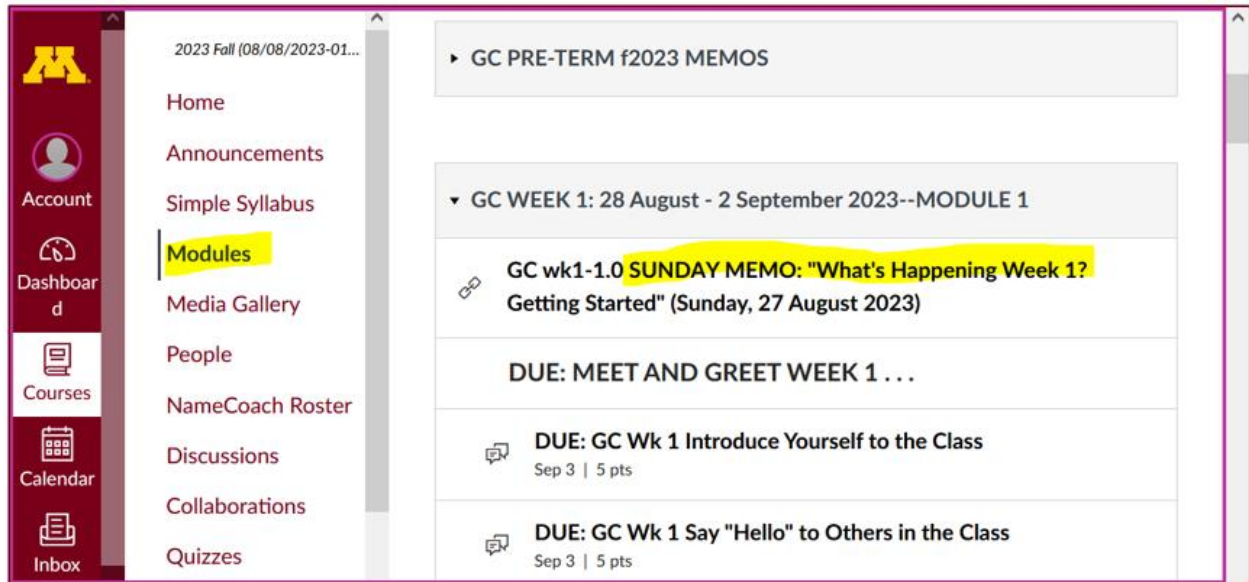 M
Account
Dashboar
d
Courses
Calendar
Inbox
2023 Fall (08/08/2023-01...
Home
Announcements
Simple Syllabus
Modules
Media Gallery
People
NameCoach Roster
Discussions
Collaborations
Quizzes
GC PRE-TERM f2023 MEMOS
GC WEEK 1: 28 August - 2 September 2023--MODULE 1
GC wk1-1.0 SUNDAY MEMO: "What's Happening Week 1?
Getting Started" (Sunday, 27 August 2023)
DUE: MEET AND GREET WEEK 1 . . .
DUE: GC Wk 1 Introduce Yourself to the Class
Sep 3 | 5 pts
DUE: GC Wk 1 Say "Hello" to Others in the Class
Sep 3 | 5 pts